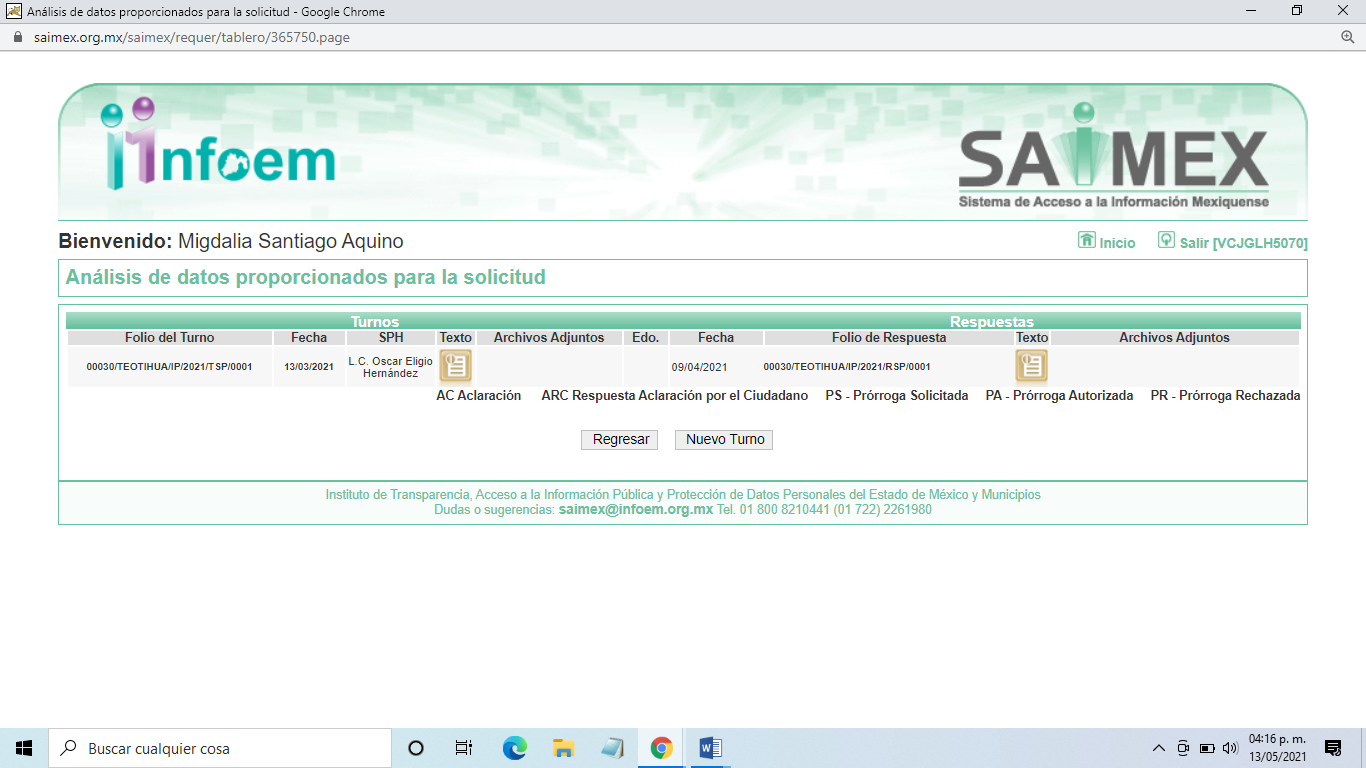 Análisis de datos proporcionados para la solicitud - Google Chrome
saimex.org.mx/saimex/requer/tablero/365750.page
infoem
SAIMEX
Sistema de Acceso a la Información Mexiquense
Bienvenido: Migdalia Santiago Aquino
Inicio Salir [VCJGLH5070]
Análisis de datos proporcionados para la solicitud
Turnos Respuestas
Folio del Turno Fecha SPH Texto Archivos Adjuntos Edo. Fecha Folio de Respuesta Texto Archivos Adjuntos
00030/TEOTIHUA/IP/2021/TSP/0001 13/03/2021 L.C. Oscar Eligio Hernández 09/04/2021 00030/TEOTIHUA/IP/2021/RSP/0001
AC Aclaración ARC Respuesta Aclaración por el Ciudadano PS - Prórroga Solicitada PA - Prórroga Autorizada PR - Prórroga Rechazada
Regresar Nuevo Turno
Instituto de Transparencia, Acceso a la Información Pública y Protección de Datos Personales del Estado de México y Municipios
Dudas o sugerencias: saimex@infoem.org.mx Tel. 01 800 8210441 (01 722) 2261980
Buscar cualquier cosa
04:16 p. m.
13/05/2021